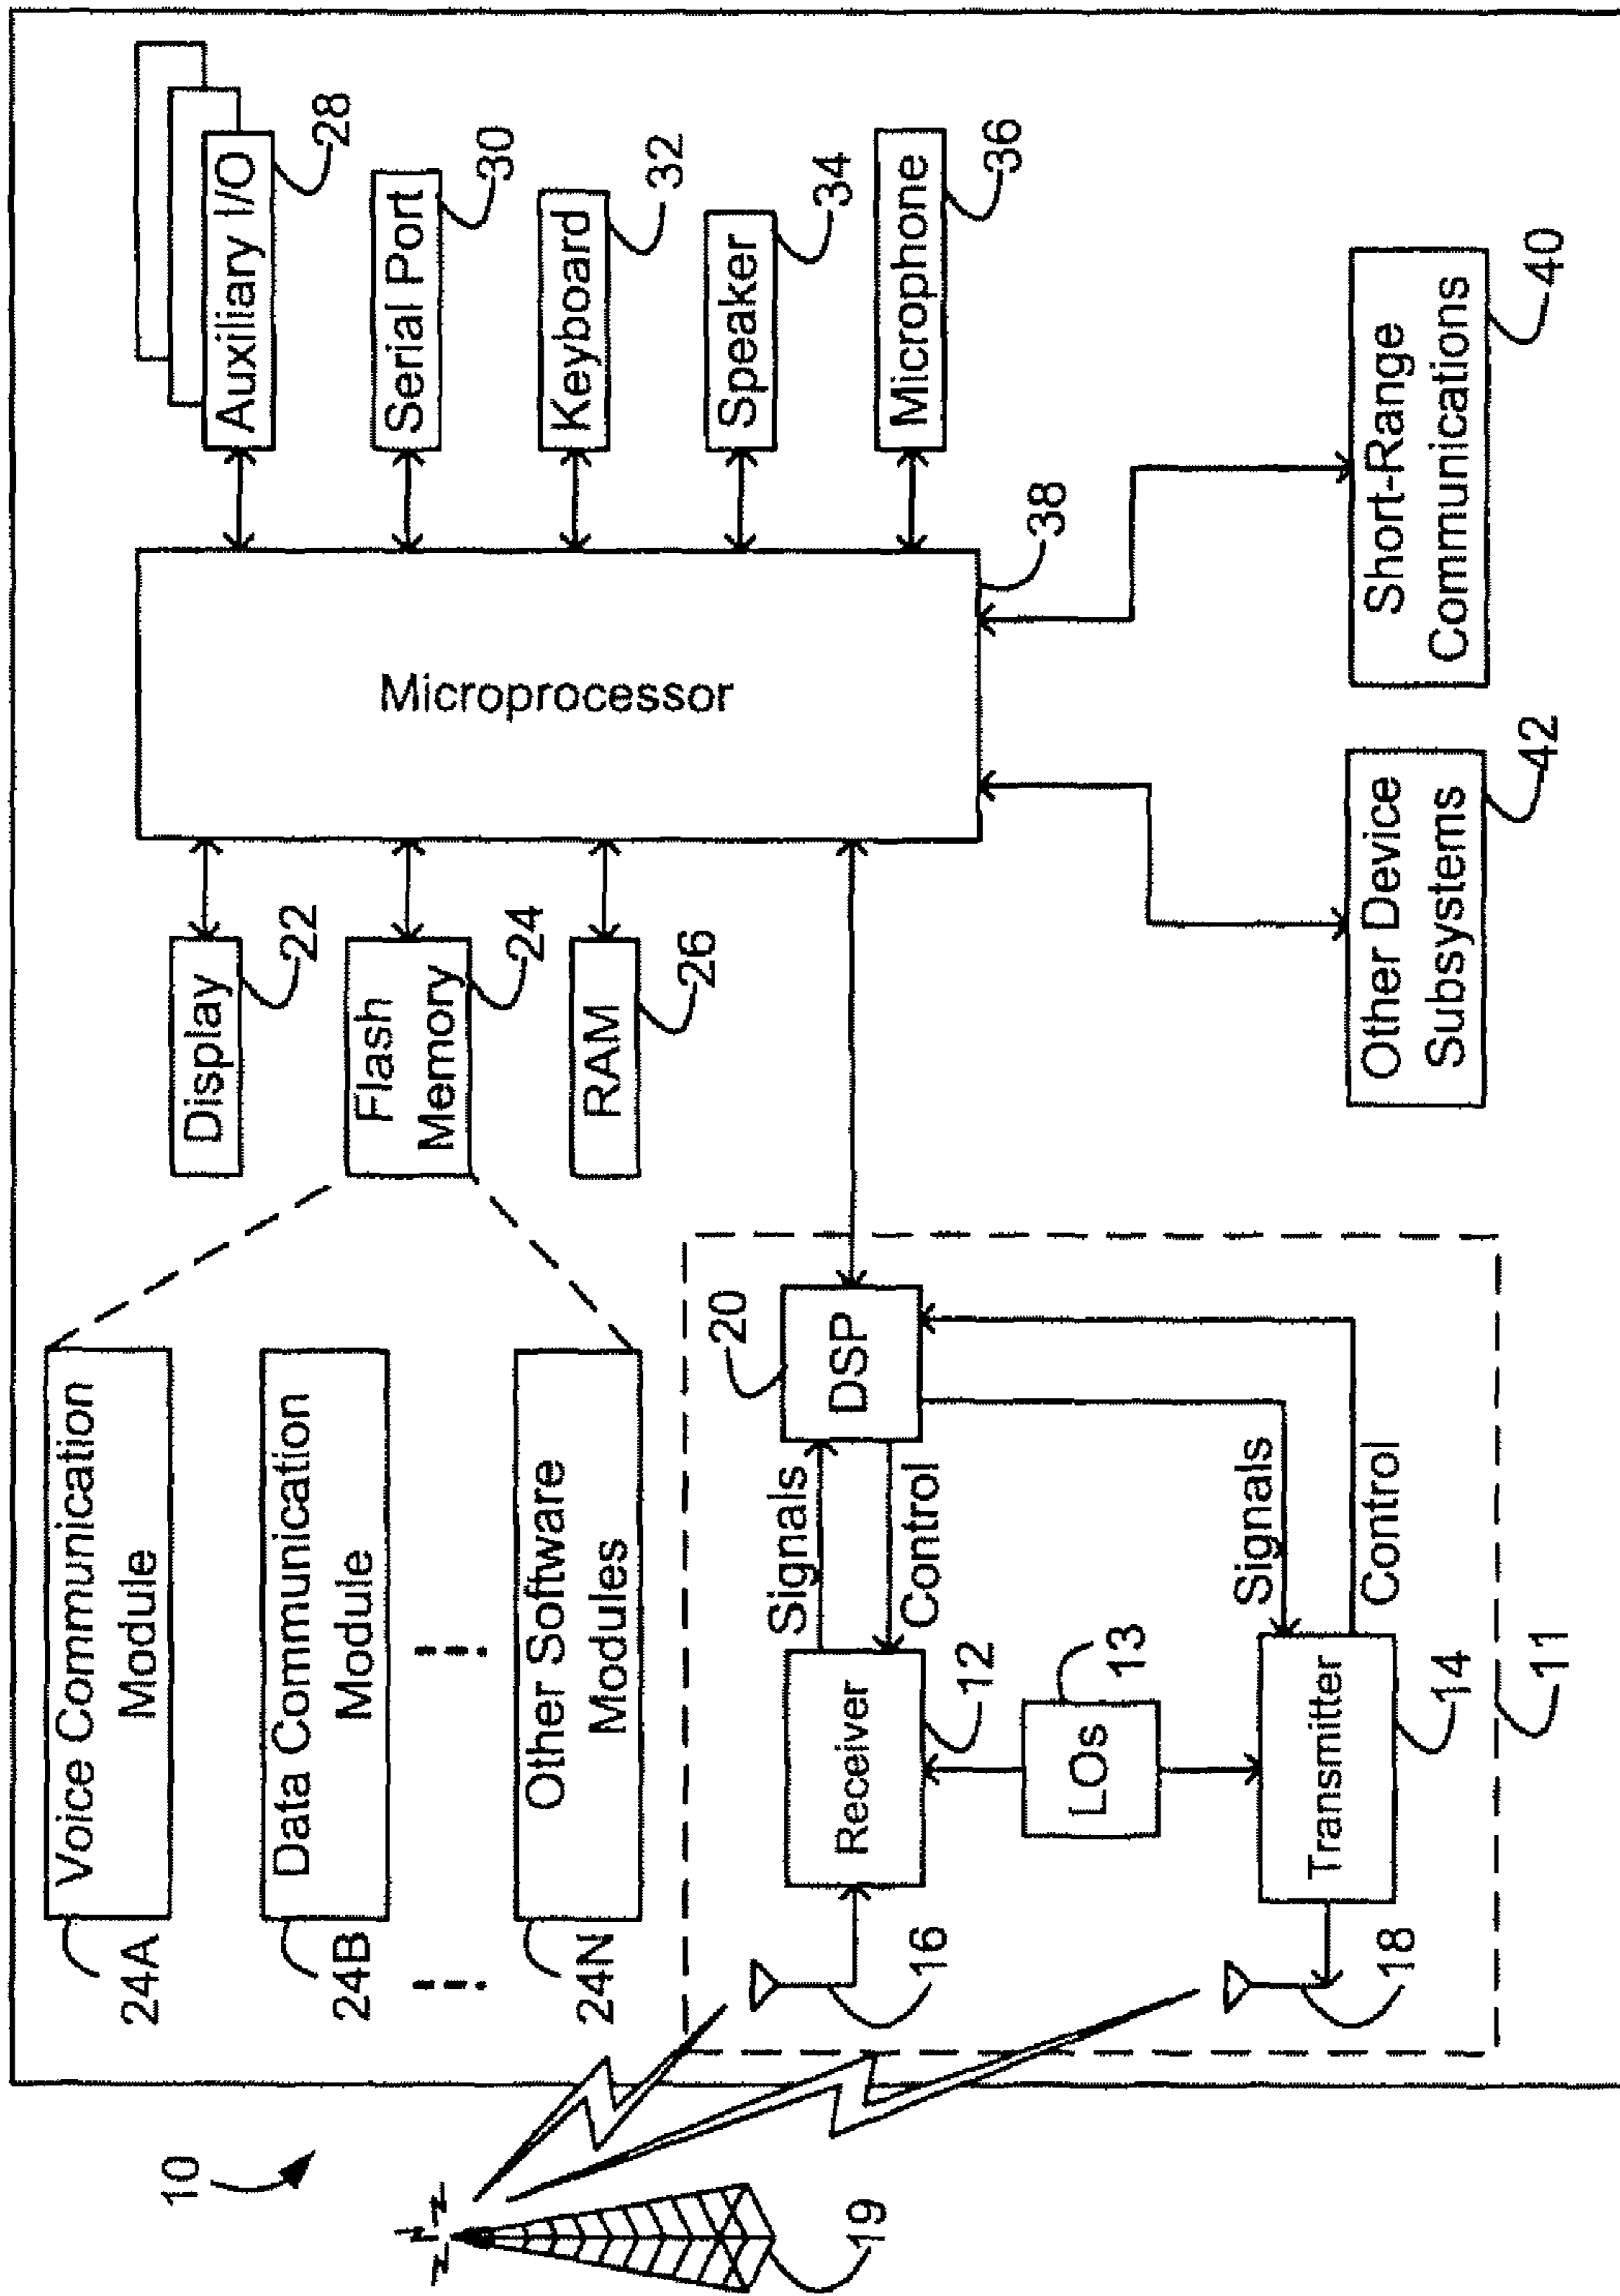 10
19
Voice Communication
Module
24A
Data Communication
Module
24B
Other Software
Modules
24N
Display
22
Flash
Memory
24
RAM
26
Microprocessor
38
Auxiliary I/O
28
Serial Port
30
Keyboard
32
Speaker
34
Microphone
36
Short-Range
Communications
40
Other Device
Subsystems
42
DSP
20
Signals
Control
Receiver
12
16
LOs
13
Signals
Control
Transmitter
14
18
11